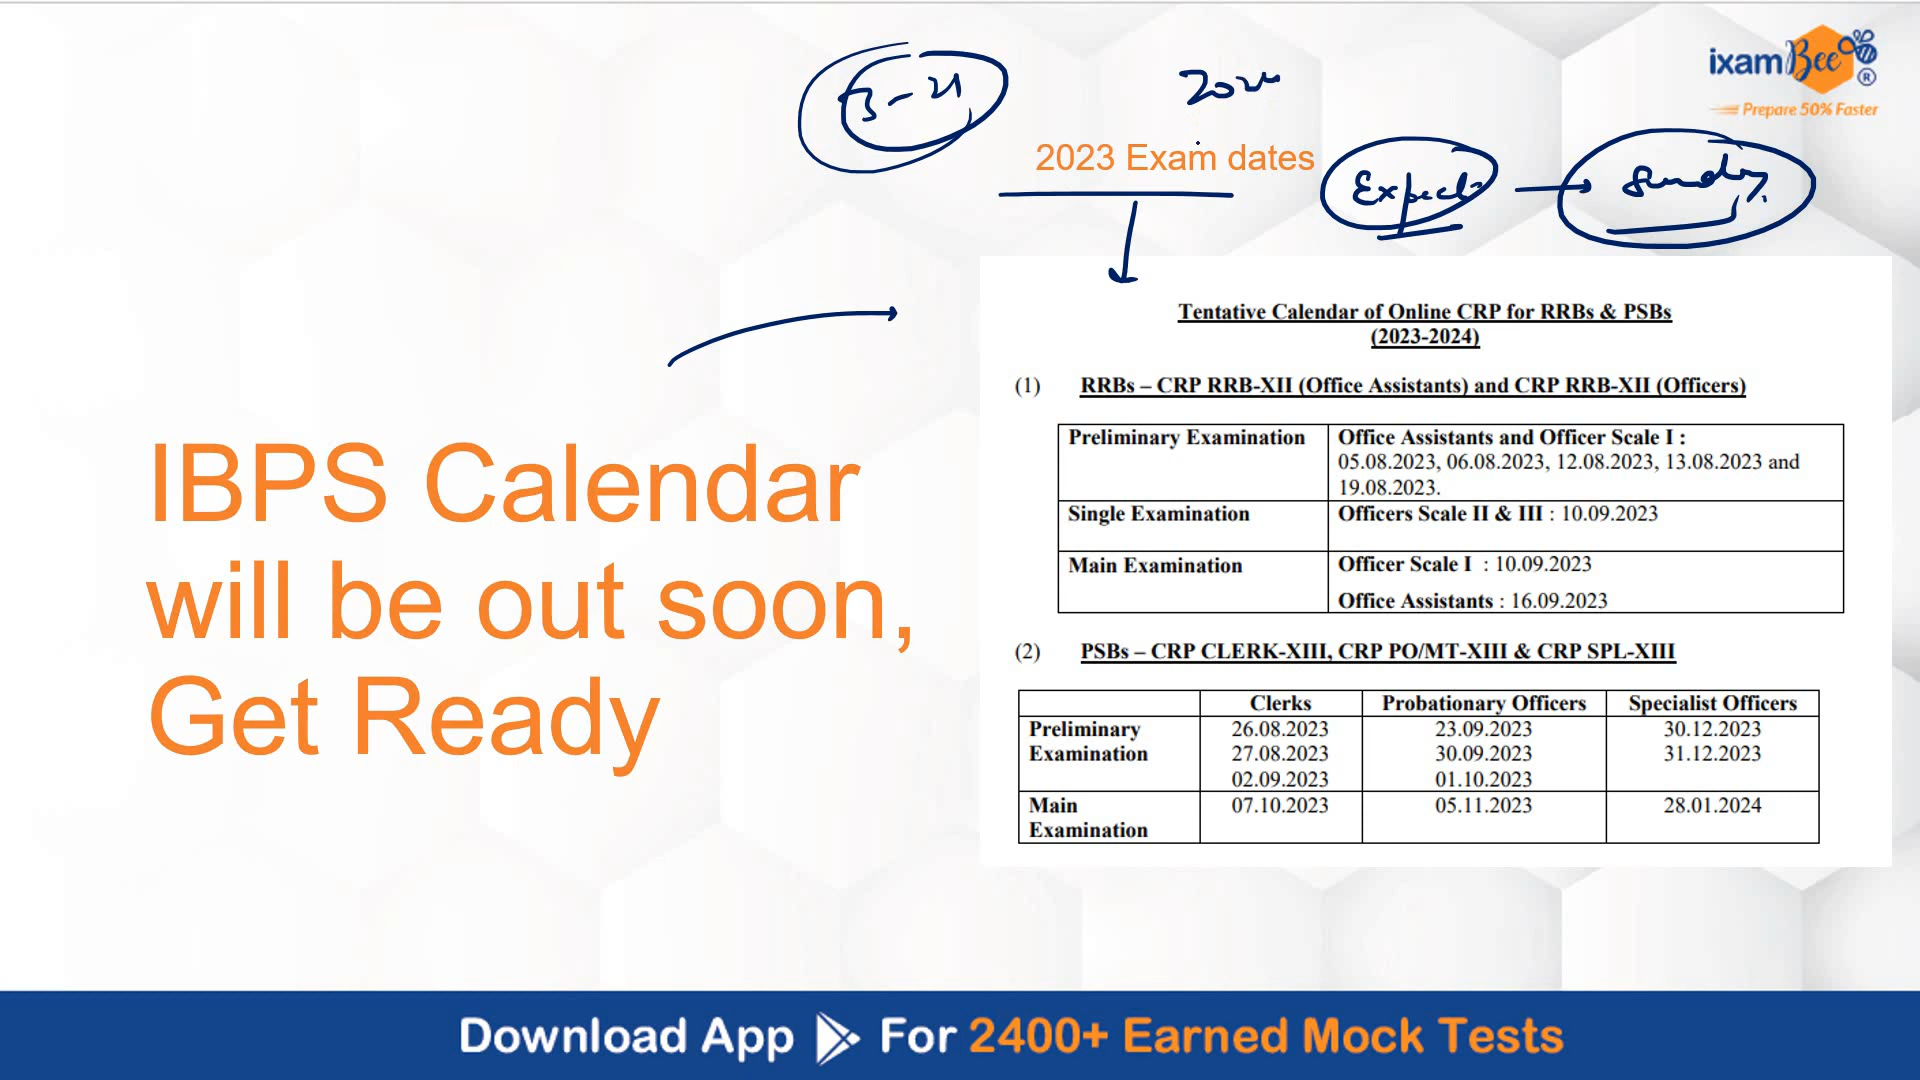 ixamBee®
Prepare 50% Faster
2023 Exam dates
Expect
Sunday
IBPS Calendar
will be out soon,
Get Ready
Tentative Calendar of Online CRP for RRBs & PSBs
(2023-2024)
(1) RRBs – CRP RRB-XII (Office Assistants) and CRP RRB-XII (Officers)
Preliminary Examination Office Assistants and Officer Scale I :
05.08.2023, 06.08.2023, 12.08.2023, 13.08.2023 and
19.08.2023.
Single Examination Officers Scale II & III : 10.09.2023
Main Examination Officer Scale I : 10.09.2023
Office Assistants : 16.09.2023
(2) PSBs – CRP CLERK-XIII, CRP PO/MT-XIII & CRP SPL-XIII
Clerks Probationary Officers Specialist Officers
Preliminary 26.08.2023 23.09.2023 30.12.2023
Examination 27.08.2023 30.09.2023 31.12.2023
02.09.2023 01.10.2023
Main 07.10.2023 05.11.2023 28.01.2024
Examination
Download App For 2400+ Earned Mock Tests